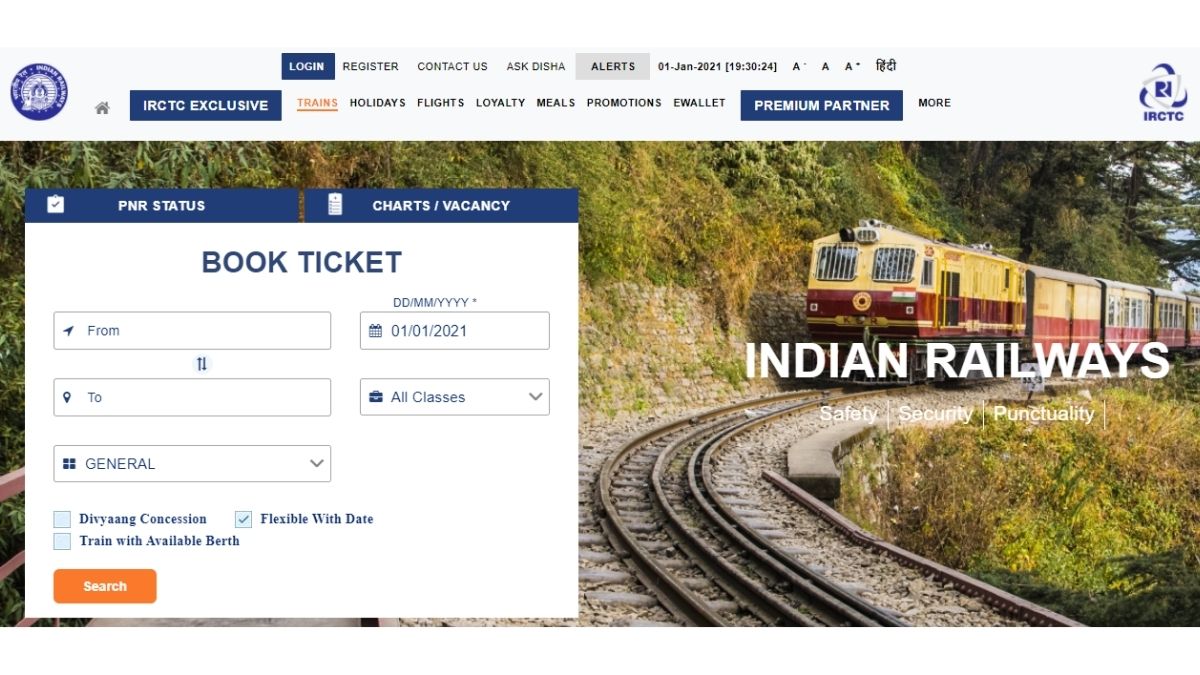 LOGIN REGISTER CONTACT US ASK DISHA ALERTS 01-Jan-2021 [19:30:24] A- A A+ हिंदी
IRCTC EXCLUSIVE TRAINS HOLIDAYS FLIGHTS LOYALTY MEALS PROMOTIONS EWALLET PREMIUM PARTNER MORE
INDIAN RAILWAYS
IRCTC
PNR STATUS CHARTS / VACANCY
BOOK TICKET
DD/MM/YYYY *
From 01/01/2021
To All Classes
GENERAL
Divyaang Concession Flexible With Date
Train with Available Berth
Search
INDIAN RAILWAYS
Safety | Security | Punctuality |